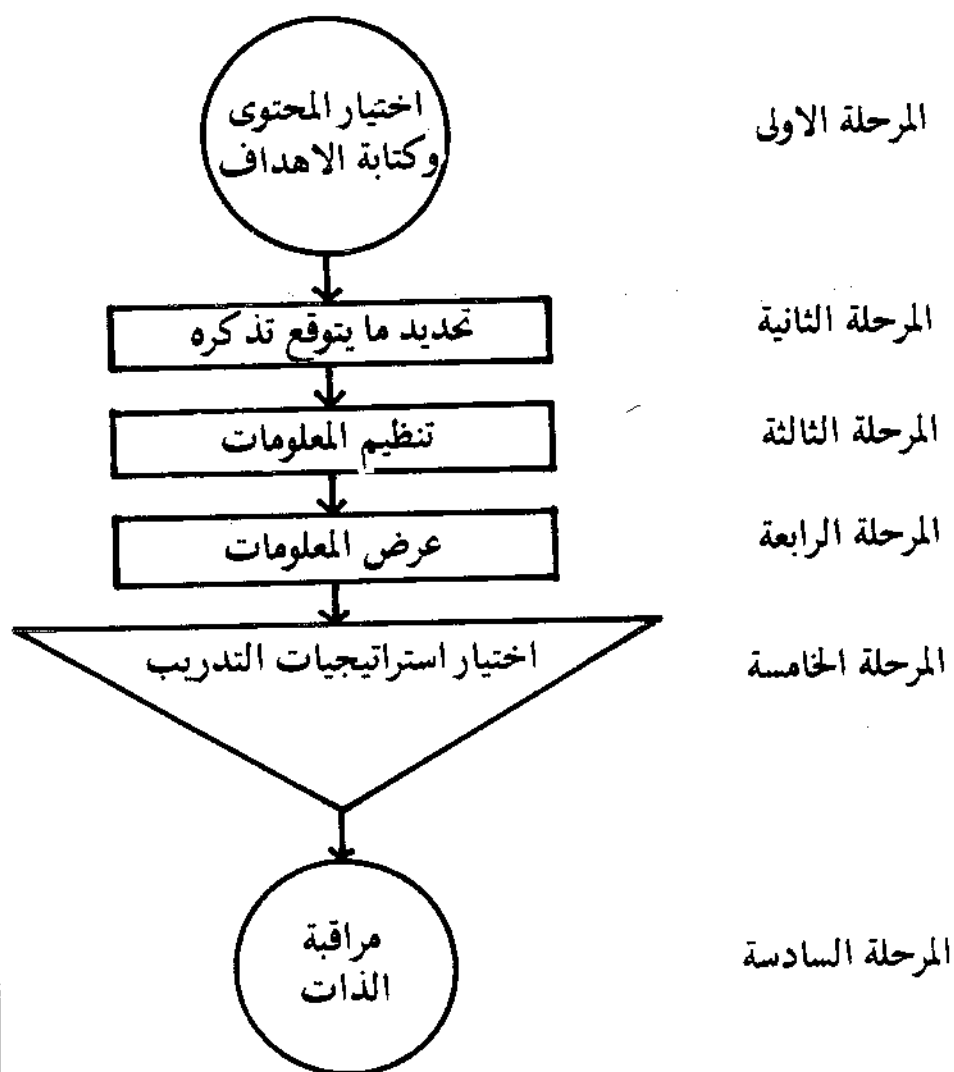 المرحلة الاولى
اختيار المحتوى
وكتابة الاهداف
المرحلة الثانية
تحديد ما يتوقع تذكره
المرحلة الثالثة
تنظيم المعلومات
المرحلة الرابعة
عرض المعلومات
المرحلة الخامسة
اختيار استراتيجيات التدريب
المرحلة السادسة
مراقبة
الذات